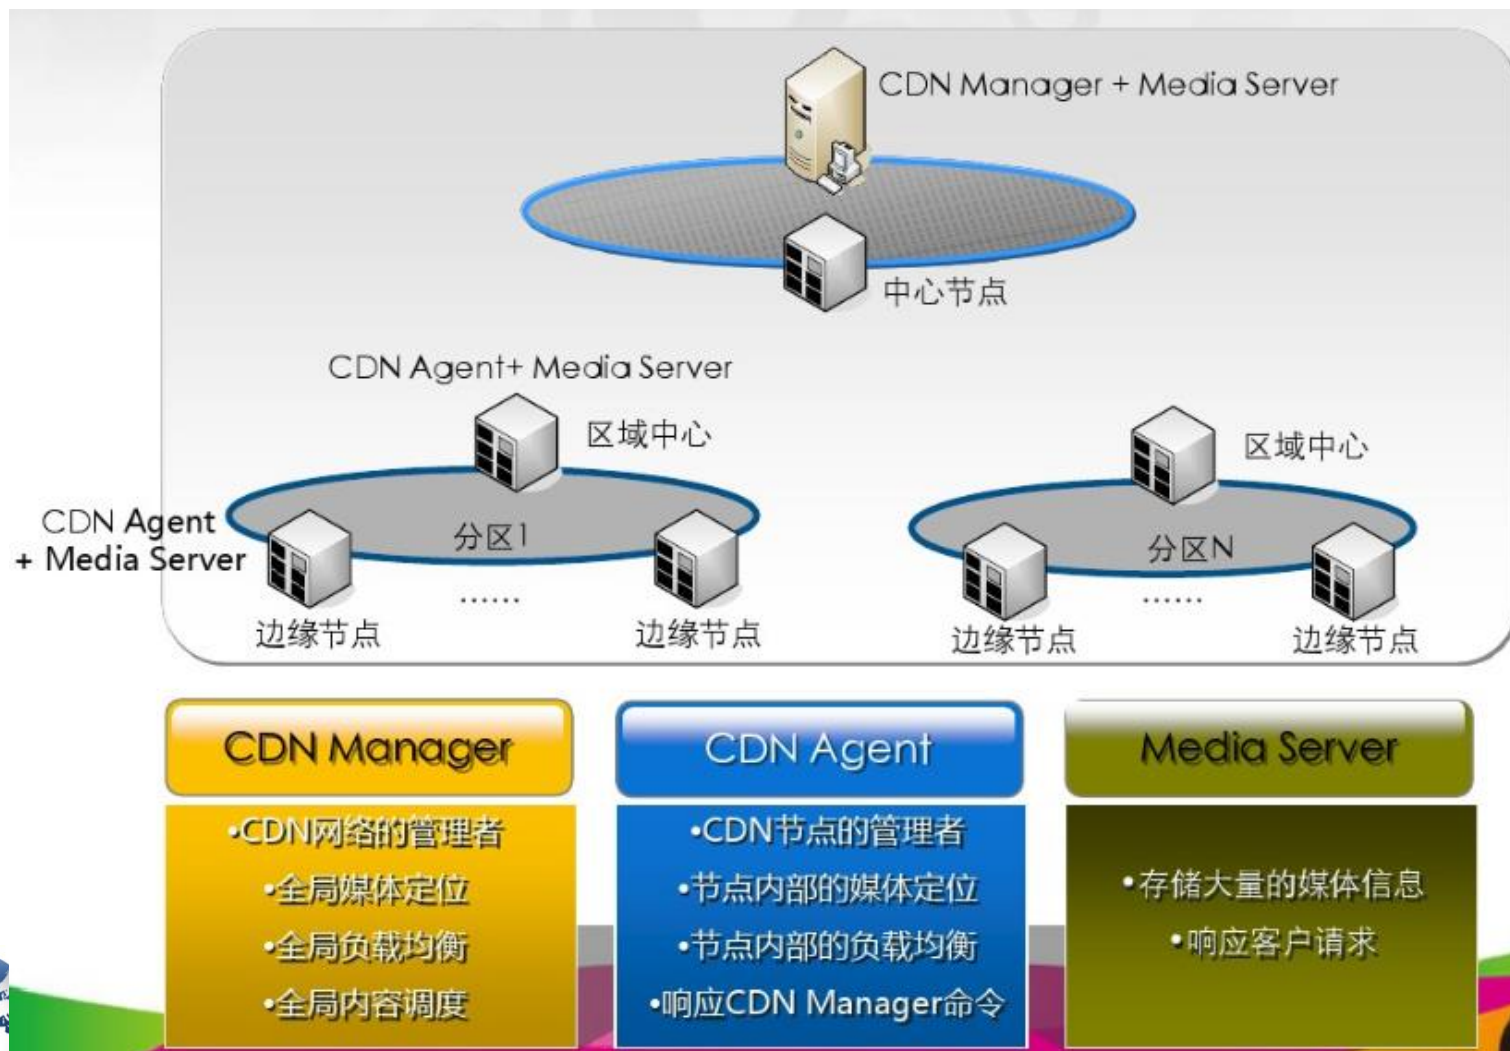 CDN Manager + Media Server
中心节点
CDN Agent+ Media Server
区域中心
区域中心
CDN Agent
+ Media Server
分区1
分区N
......
......
边缘节点
边缘节点
边缘节点
边缘节点
CDN Manager
•CDN网络的管理者
•全局媒体定位
•全局负载均衡
•全局内容调度
CDN Agent
•CDN节点的管理者
•节点内部的媒体定位
•节点内部的负载均衡
•响应CDN Manager命令
Media Server
•存储大量的媒体信息
•响应客户请求